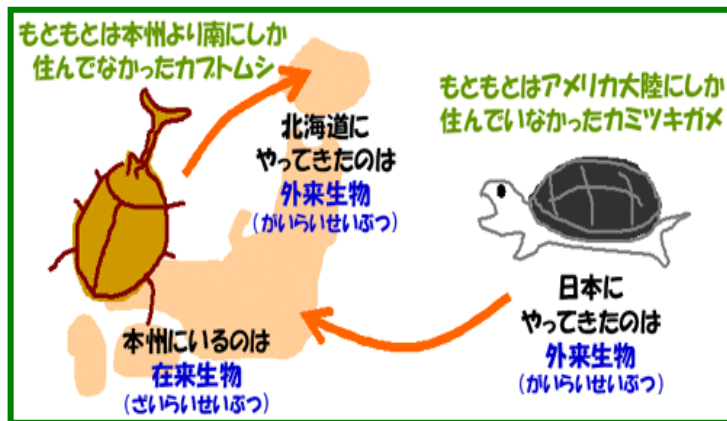 もともとは本州より南にしか
住んでなかったカブトムシ
北海道に
やってきたのは
外来生物
(がいらいせいぶつ)
本州にいるのは
在来生物
(ざいらいせいぶつ)
もともとはアメリカ大陸にしか
住んでいなかったカミツキガメ
日本に
やってきたのは
外来生物
(がいらいせいぶつ)